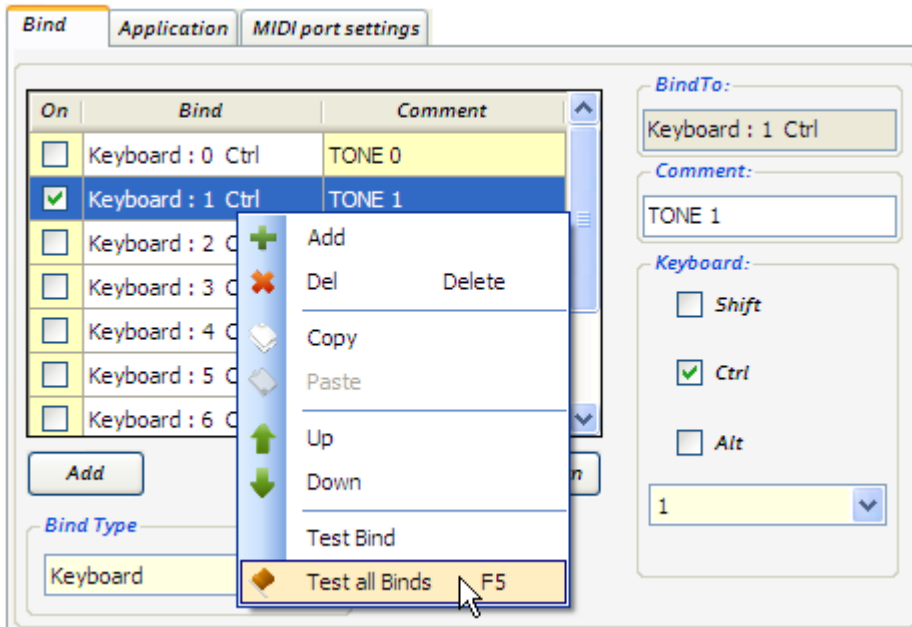 Bind Application MIDI port settings
On Bind Comment
Keyboard : 0 Ctrl TONE 0
Keyboard : 1 Ctrl TONE 1
Keyboard : 2 C
Keyboard : 3 C
Keyboard : 4 C
Keyboard : 5 C
Keyboard : 6 C
Add
n
Bind Type
Keyboard
Add
Del Delete
Copy
Paste
Up
Down
Test Bind
Test all Binds F5
BindTo:
Keyboard : 1 Ctrl
Comment:
TONE 1
Keyboard:
Shift
Ctrl
Alt
1